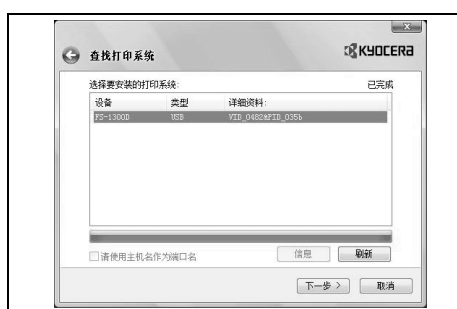 查找打印系统
KYOCERA
选择要安装的打印系统:
已完成
设备 类型 详细资料:
FS-1300D USB VID_0482&PID_035b
请使用主机名作为端口名
信息 刷新
下一步 > 取消